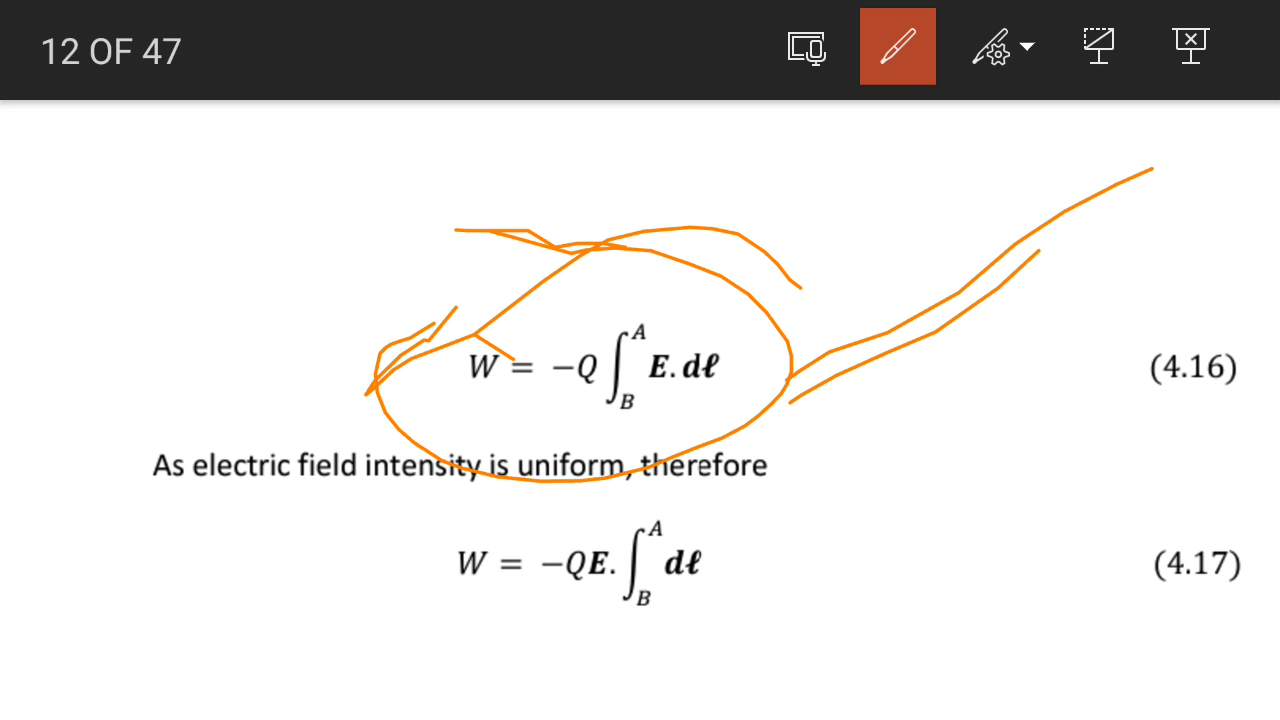 12 OF 47
W = −Q ∫_B^A E. dℓ (4.16)
As electric field intensity is uniform, therefore
W = −QE. ∫_B^A dℓ (4.17)